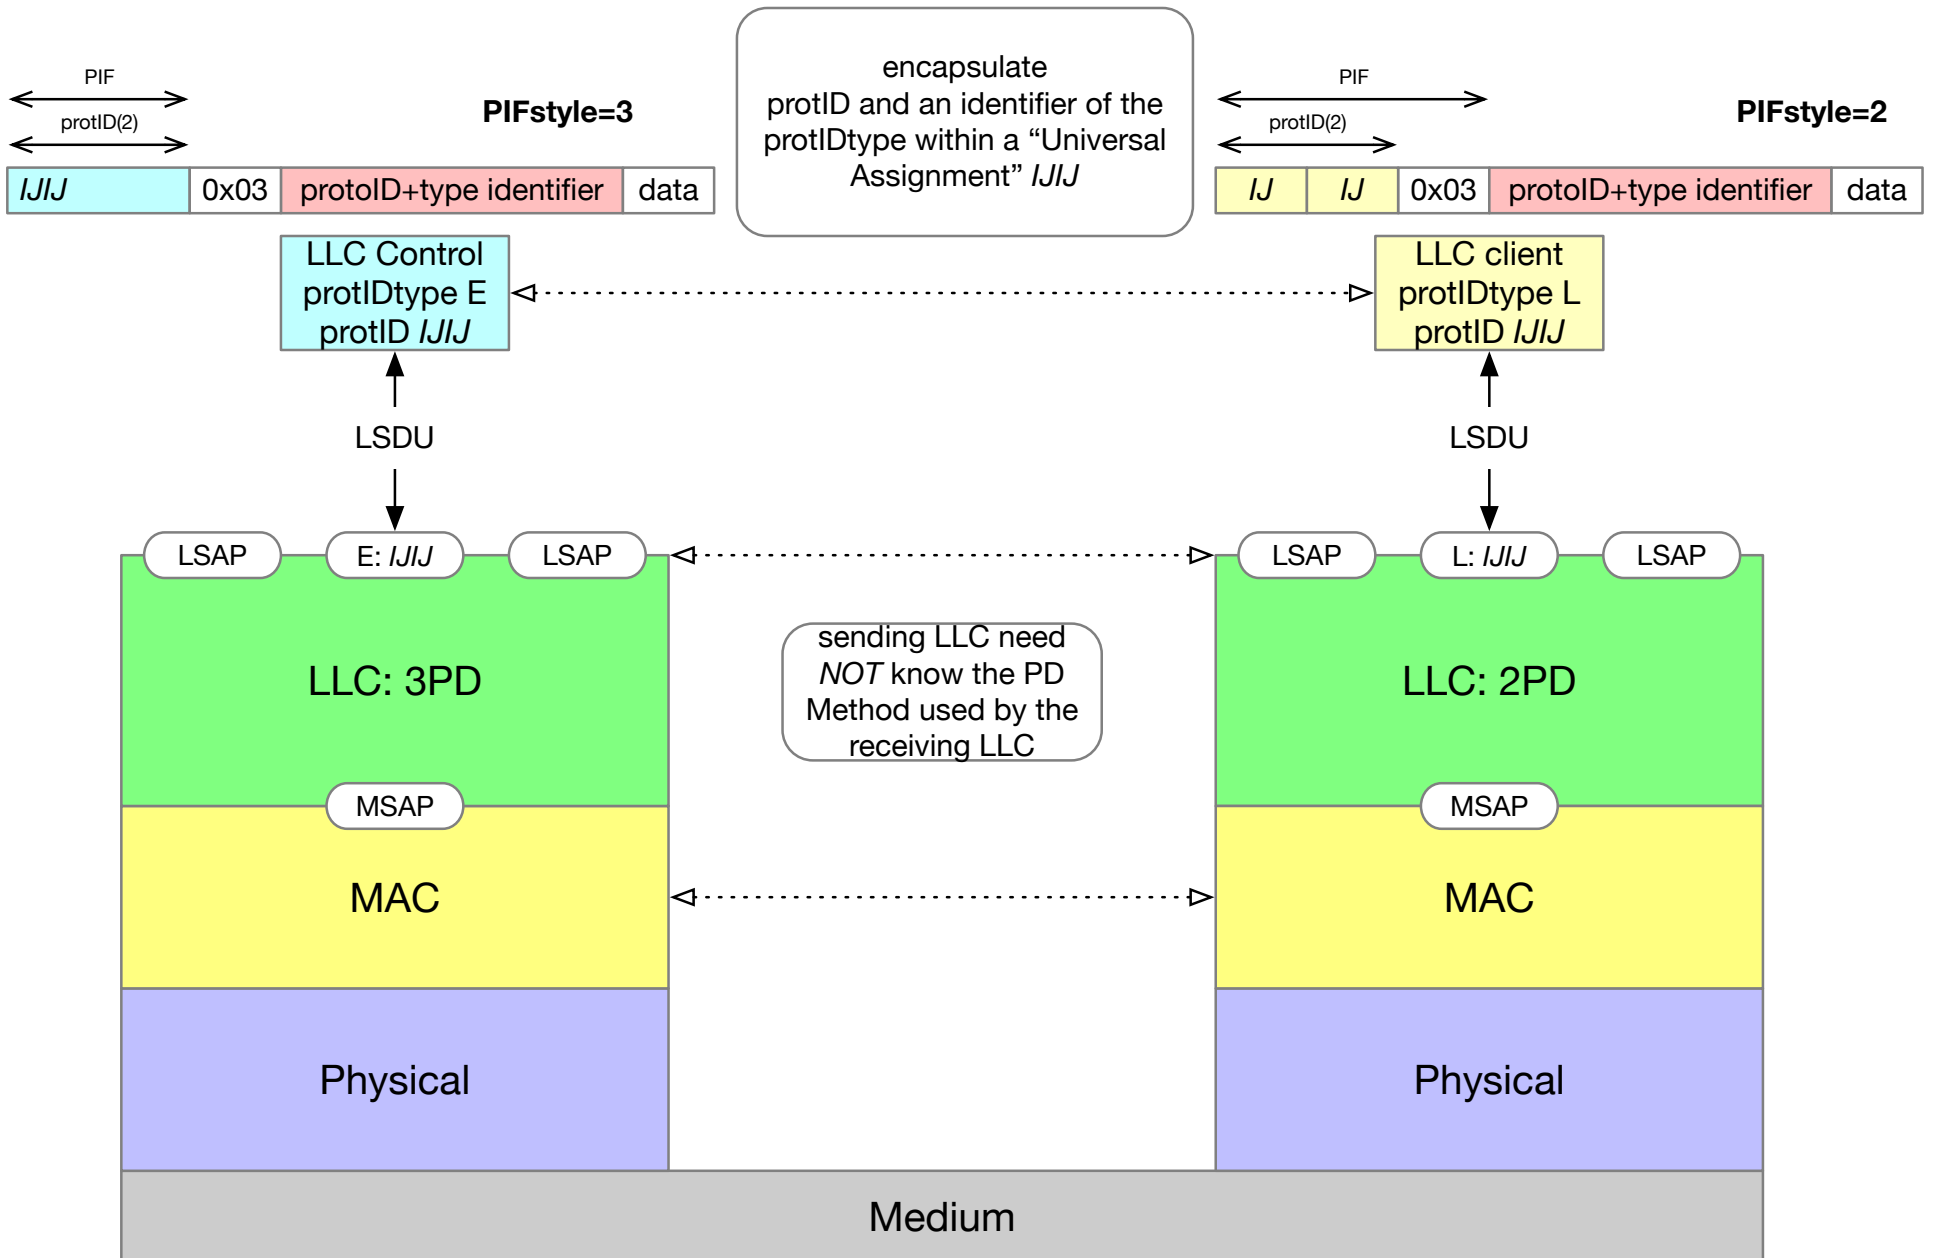 PIF
protID(2)
PIFstyle=3
IJIJ
0x03
protoID+type identifier
data
encapsulate
protID and an identifier of the
protIDtype within a “Universal
Assignment” IJIJ
PIF
protID(2)
PIFstyle=2
IJ
IJ
0x03
protoID+type identifier
data
LLC Control
protIDtype E
protID IJIJ
LLC client
protIDtype L
protID IJIJ
LSDU
LSDU
LSAP
E: IJIJ
LSAP
LSAP
L: IJIJ
LSAP
LLC: 3PD
sending LLC need
NOT know the PD
Method used by the
receiving LLC
LLC: 2PD
MSAP
MSAP
MAC
MAC
Physical
Physical
Medium